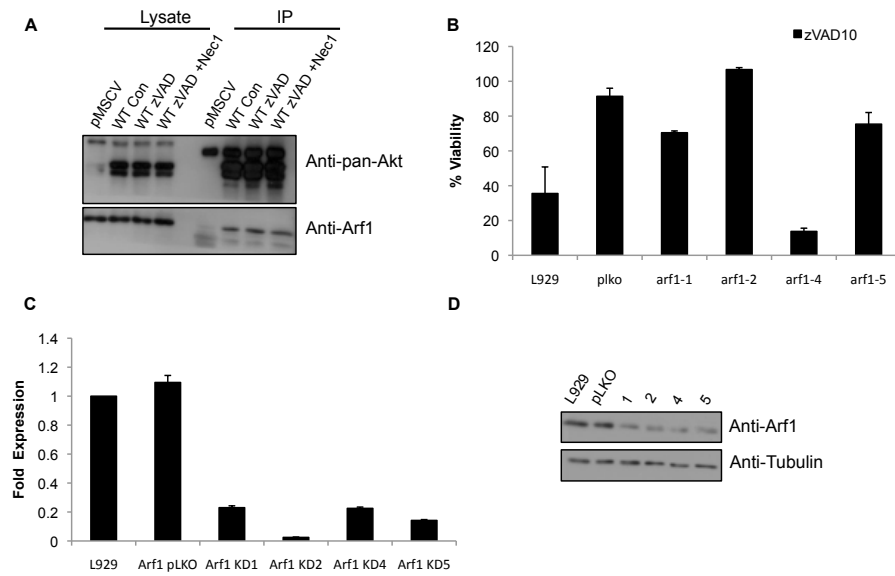 A
Lysate
IP
pMSCV
WT Con
WT zVAD
WT zVAD +Nec1
pMSCV
WT Con
WT zVAD
WT zVAD +Nec1
Anti-pan-Akt
Anti-Arf1
B
zVAD10
% Viability
120
100
80
60
40
20
0
L929
plko
arf1-1
arf1-2
arf1-4
arf1-5
C
Fold Expression
1.4
1.2
1
0.8
0.6
0.4
0.2
0
L929
Arf1 pLKO
Arf1 KD1
Arf1 KD2
Arf1 KD4
Arf1 KD5
D
L929
pLKO
1
2
4
5
Anti-Arf1
Anti-Tubulin